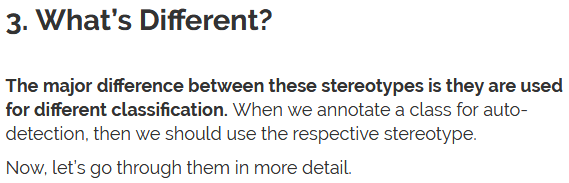 3. What's Different?
The major difference between these stereotypes is they are used
for different classification. When we annotate a class for auto-
detection, then we should use the respective stereotype.
Now, let's go through them in more detail.